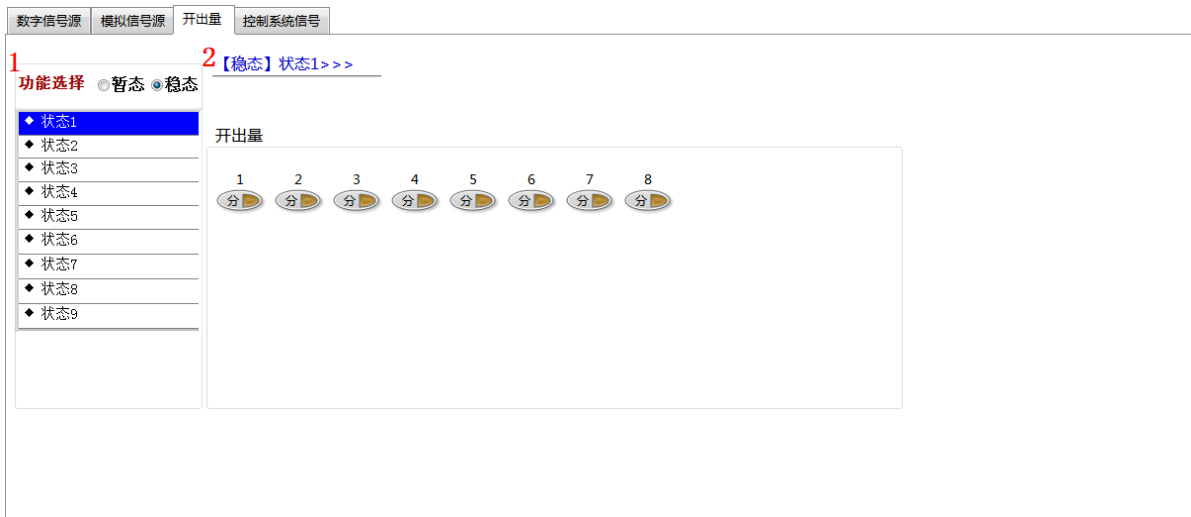 数字信号源 模拟信号源 开出量 控制系统信号
1
功能选择 暂态 稳态
状态1
状态2
状态3
状态4
状态5
状态6
状态7
状态8
状态9
2
【稳态】状态1>>>
开出量
1 2 3 4 5 6 7 8
分 分 分 分 分 分 分 分